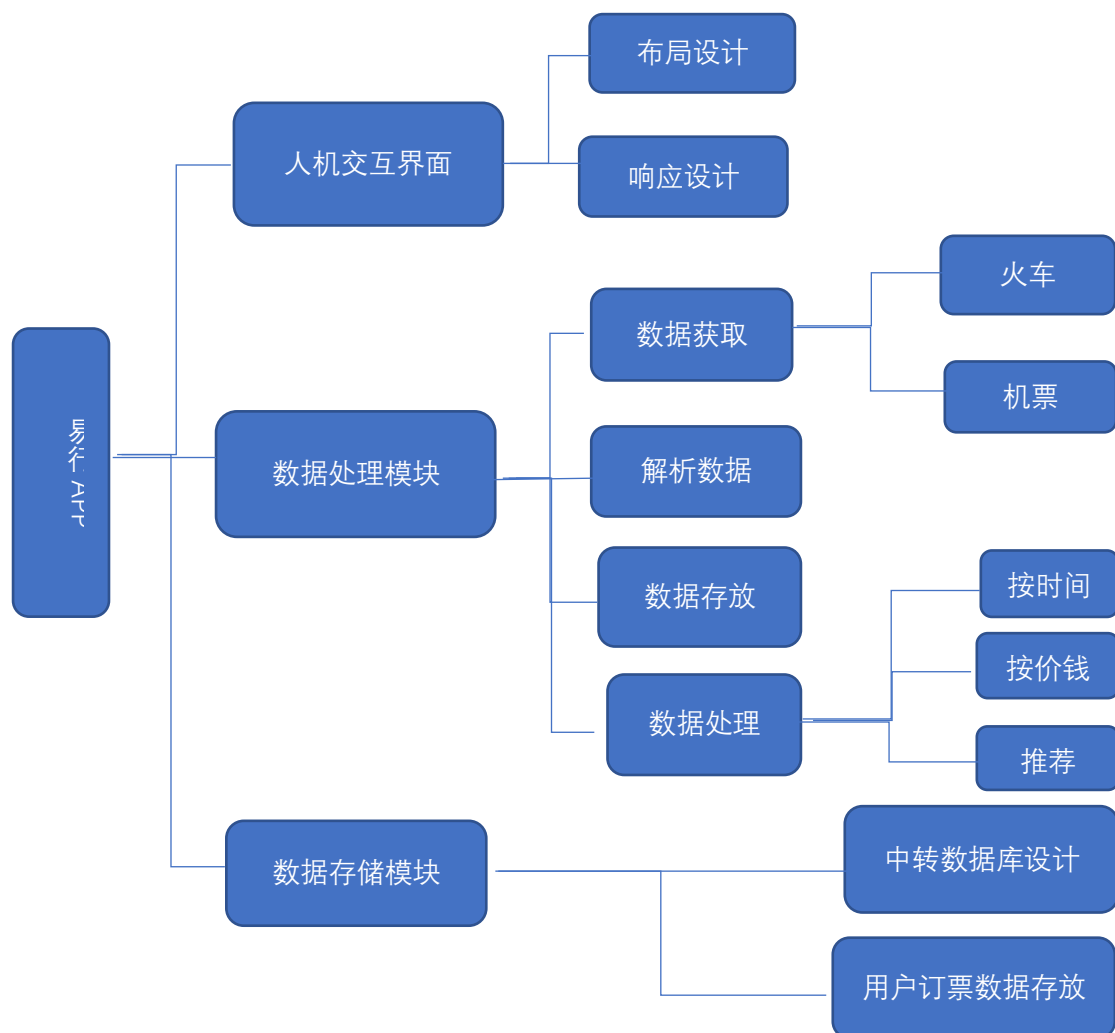 易行 APP
人机交互界面
布局设计
响应设计
数据处理模块
数据获取
火车
机票
解析数据
数据存放
数据处理
按时间
按价钱
推荐
数据存储模块
中转数据库设计
用户订票数据存放